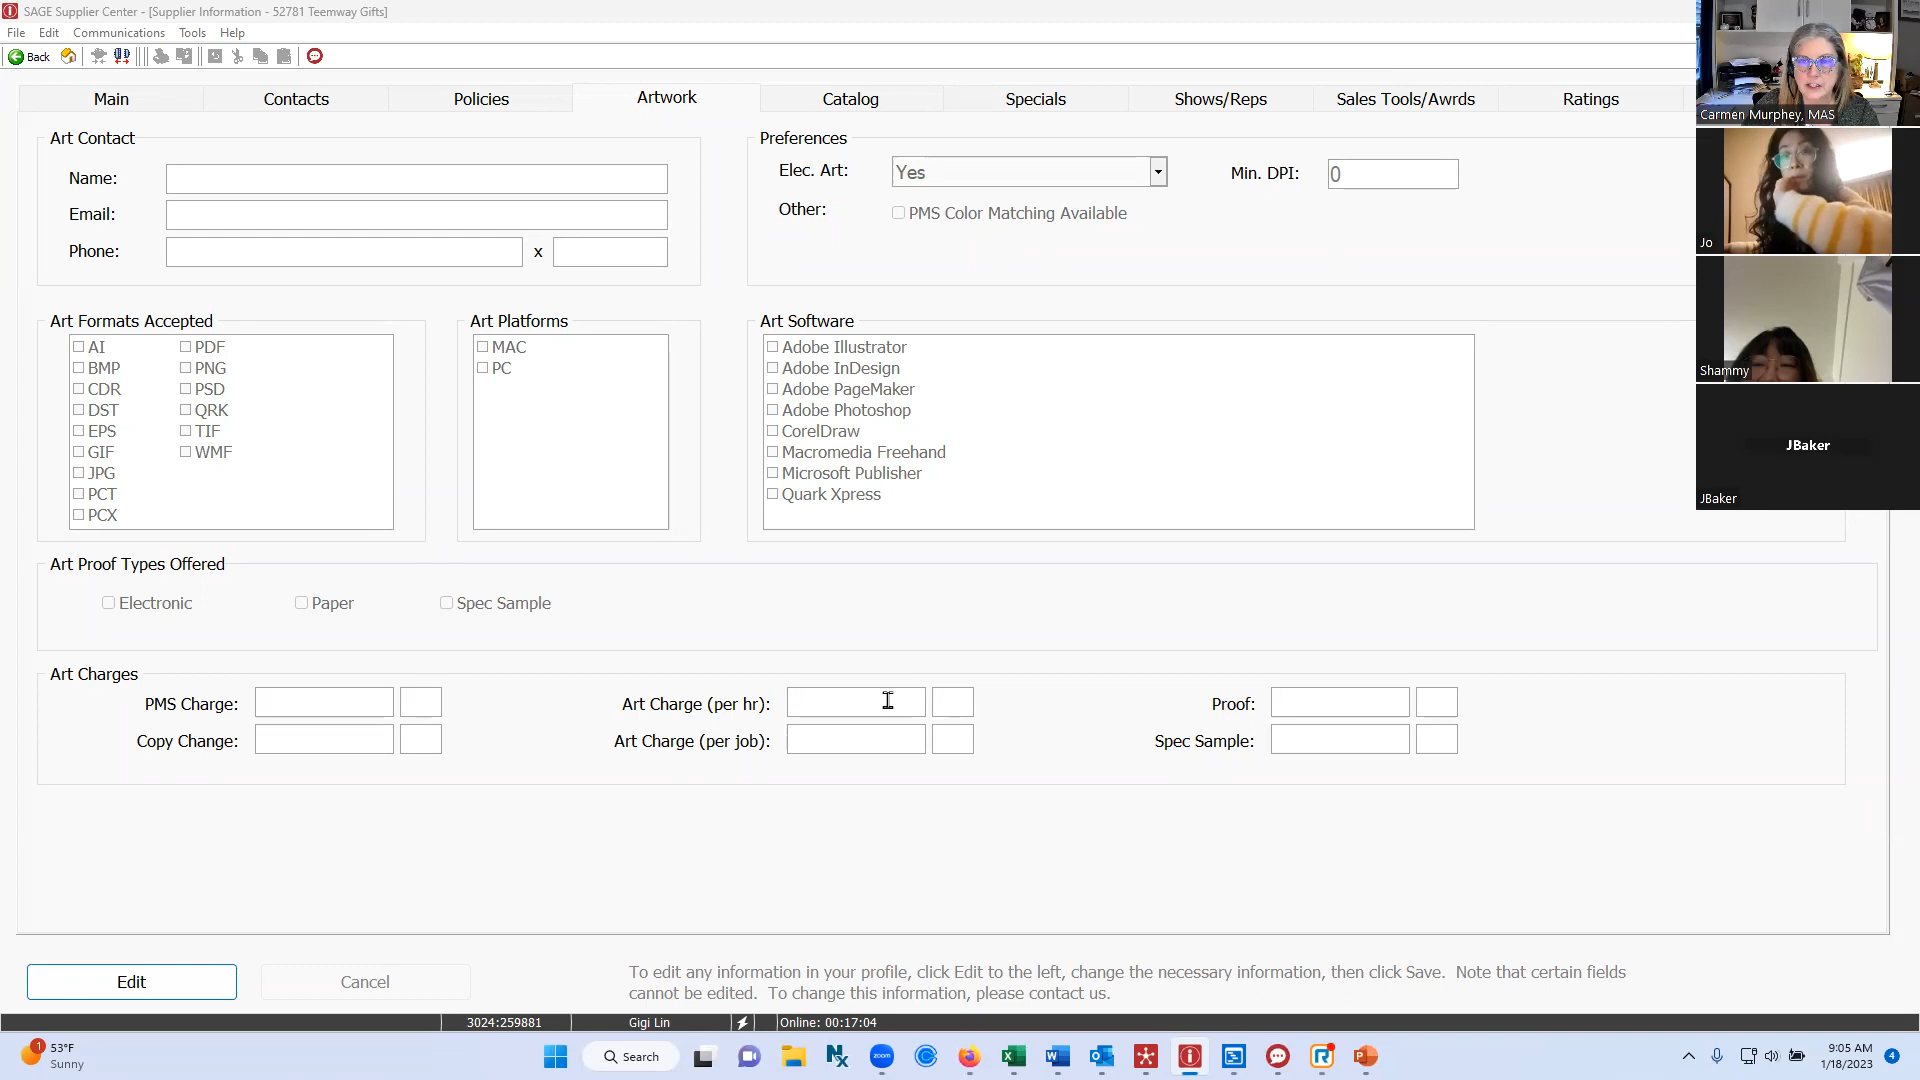 SAGE Supplier Center - [Supplier Information - 52781 Teemway Gifts]
File Edit Communications Tools Help
Back
Main Contacts Policies Artwork Catalog Specials Shows/Reps Sales Tools/Awrds Ratings
Art Contact
Name:
Email:
Phone: x
Preferences
Elec. Art: Yes Min. DPI: 0
Other: PMS Color Matching Available
Art Formats Accepted
AI PDF
BMP PNG
CDR PSD
DST QRK
EPS TIF
GIF WMF
JPG
PCT
PCX
Art Platforms
MAC
PC
Art Software
Adobe Illustrator
Adobe InDesign
Adobe PageMaker
Adobe Photoshop
CorelDraw
Macromedia Freehand
Microsoft Publisher
Quark Xpress
Art Proof Types Offered
Electronic Paper Spec Sample
Art Charges
PMS Charge: Art Charge (per hr): Proof:
Copy Change: Art Charge (per job): Spec Sample:
Edit Cancel
To edit any information in your profile, click Edit to the left, change the necessary information, then click Save. Note that certain fields
cannot be edited. To change this information, please contact us.
3024:259881 Gigi Lin Online: 00:17:04
Carmen Murphey, MAS
Jo
Shammy
JBaker
JBaker
1
53°F
Sunny
Search
zoom
9:05 AM
1/18/2023
4